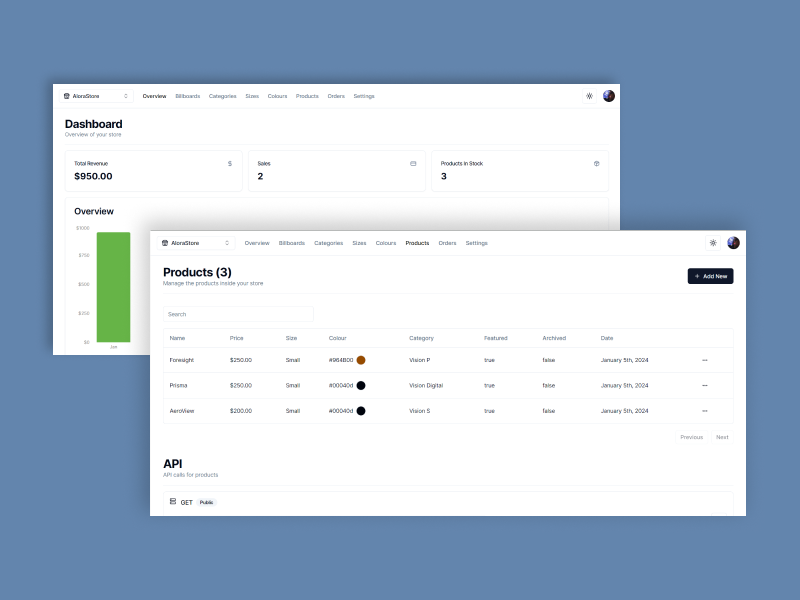 AloraStore Overview Billboards Categories Sizes Colours Products Orders Settings
Dashboard
Overview of your store
Total Revenue $
$950.00
Sales
2
Products In Stock
3
Overview
$1000
$750
$500
$250
$0
Jan
AloraStore Overview Billboards Categories Sizes Colours Products Orders Settings
Products (3)
Manage the products inside your store
+ Add New
Search
Name Price Size Colour Category Featured Archived Date
Foresight $250.00 Small #964B00 Vision P true false January 5th, 2024 ...
Prisma $250.00 Small #00040d Vision Digital true false January 5th, 2024 ...
AeroView $200.00 Small #00040d Vision S true false January 5th, 2024 ...
Previous Next
API
API calls for products
GET Public